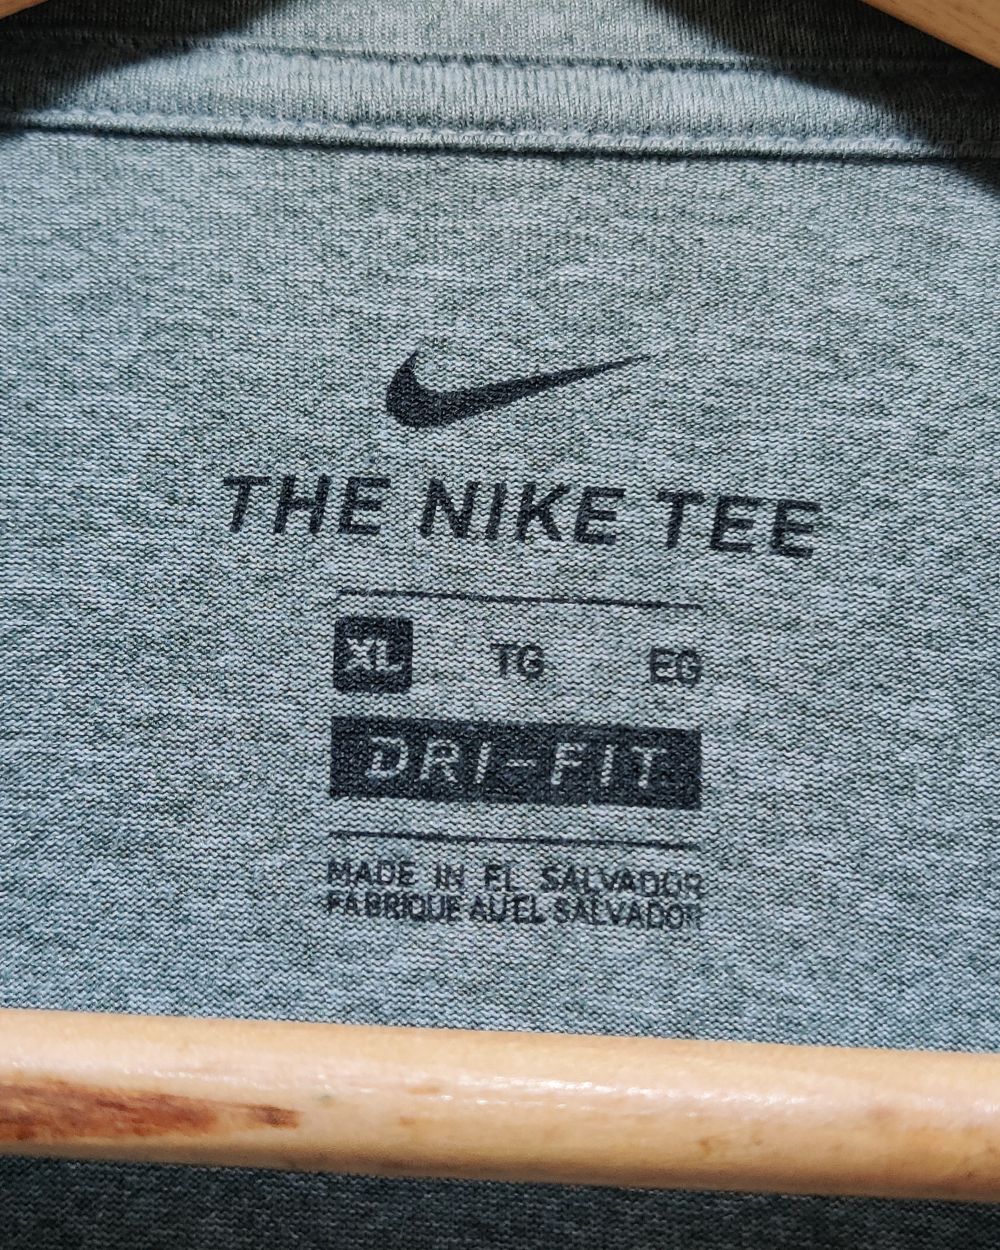 THE NIKE TEE
XL TG EG
DRI-FIT
MADE IN EL SALVADOR
FABRIQUE AU EL SALVADOR